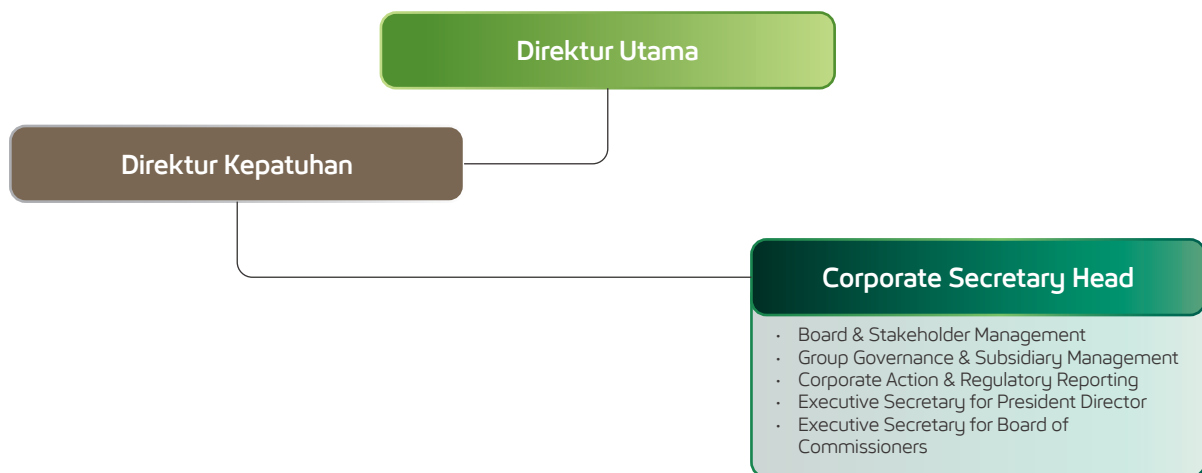 Direktur Utama
Direktur Kepatuhan
Corporate Secretary Head
· Board & Stakeholder Management
· Group Governance & Subsidiary Management
· Corporate Action & Regulatory Reporting
· Executive Secretary for President Director
· Executive Secretary for Board of
Commissioners